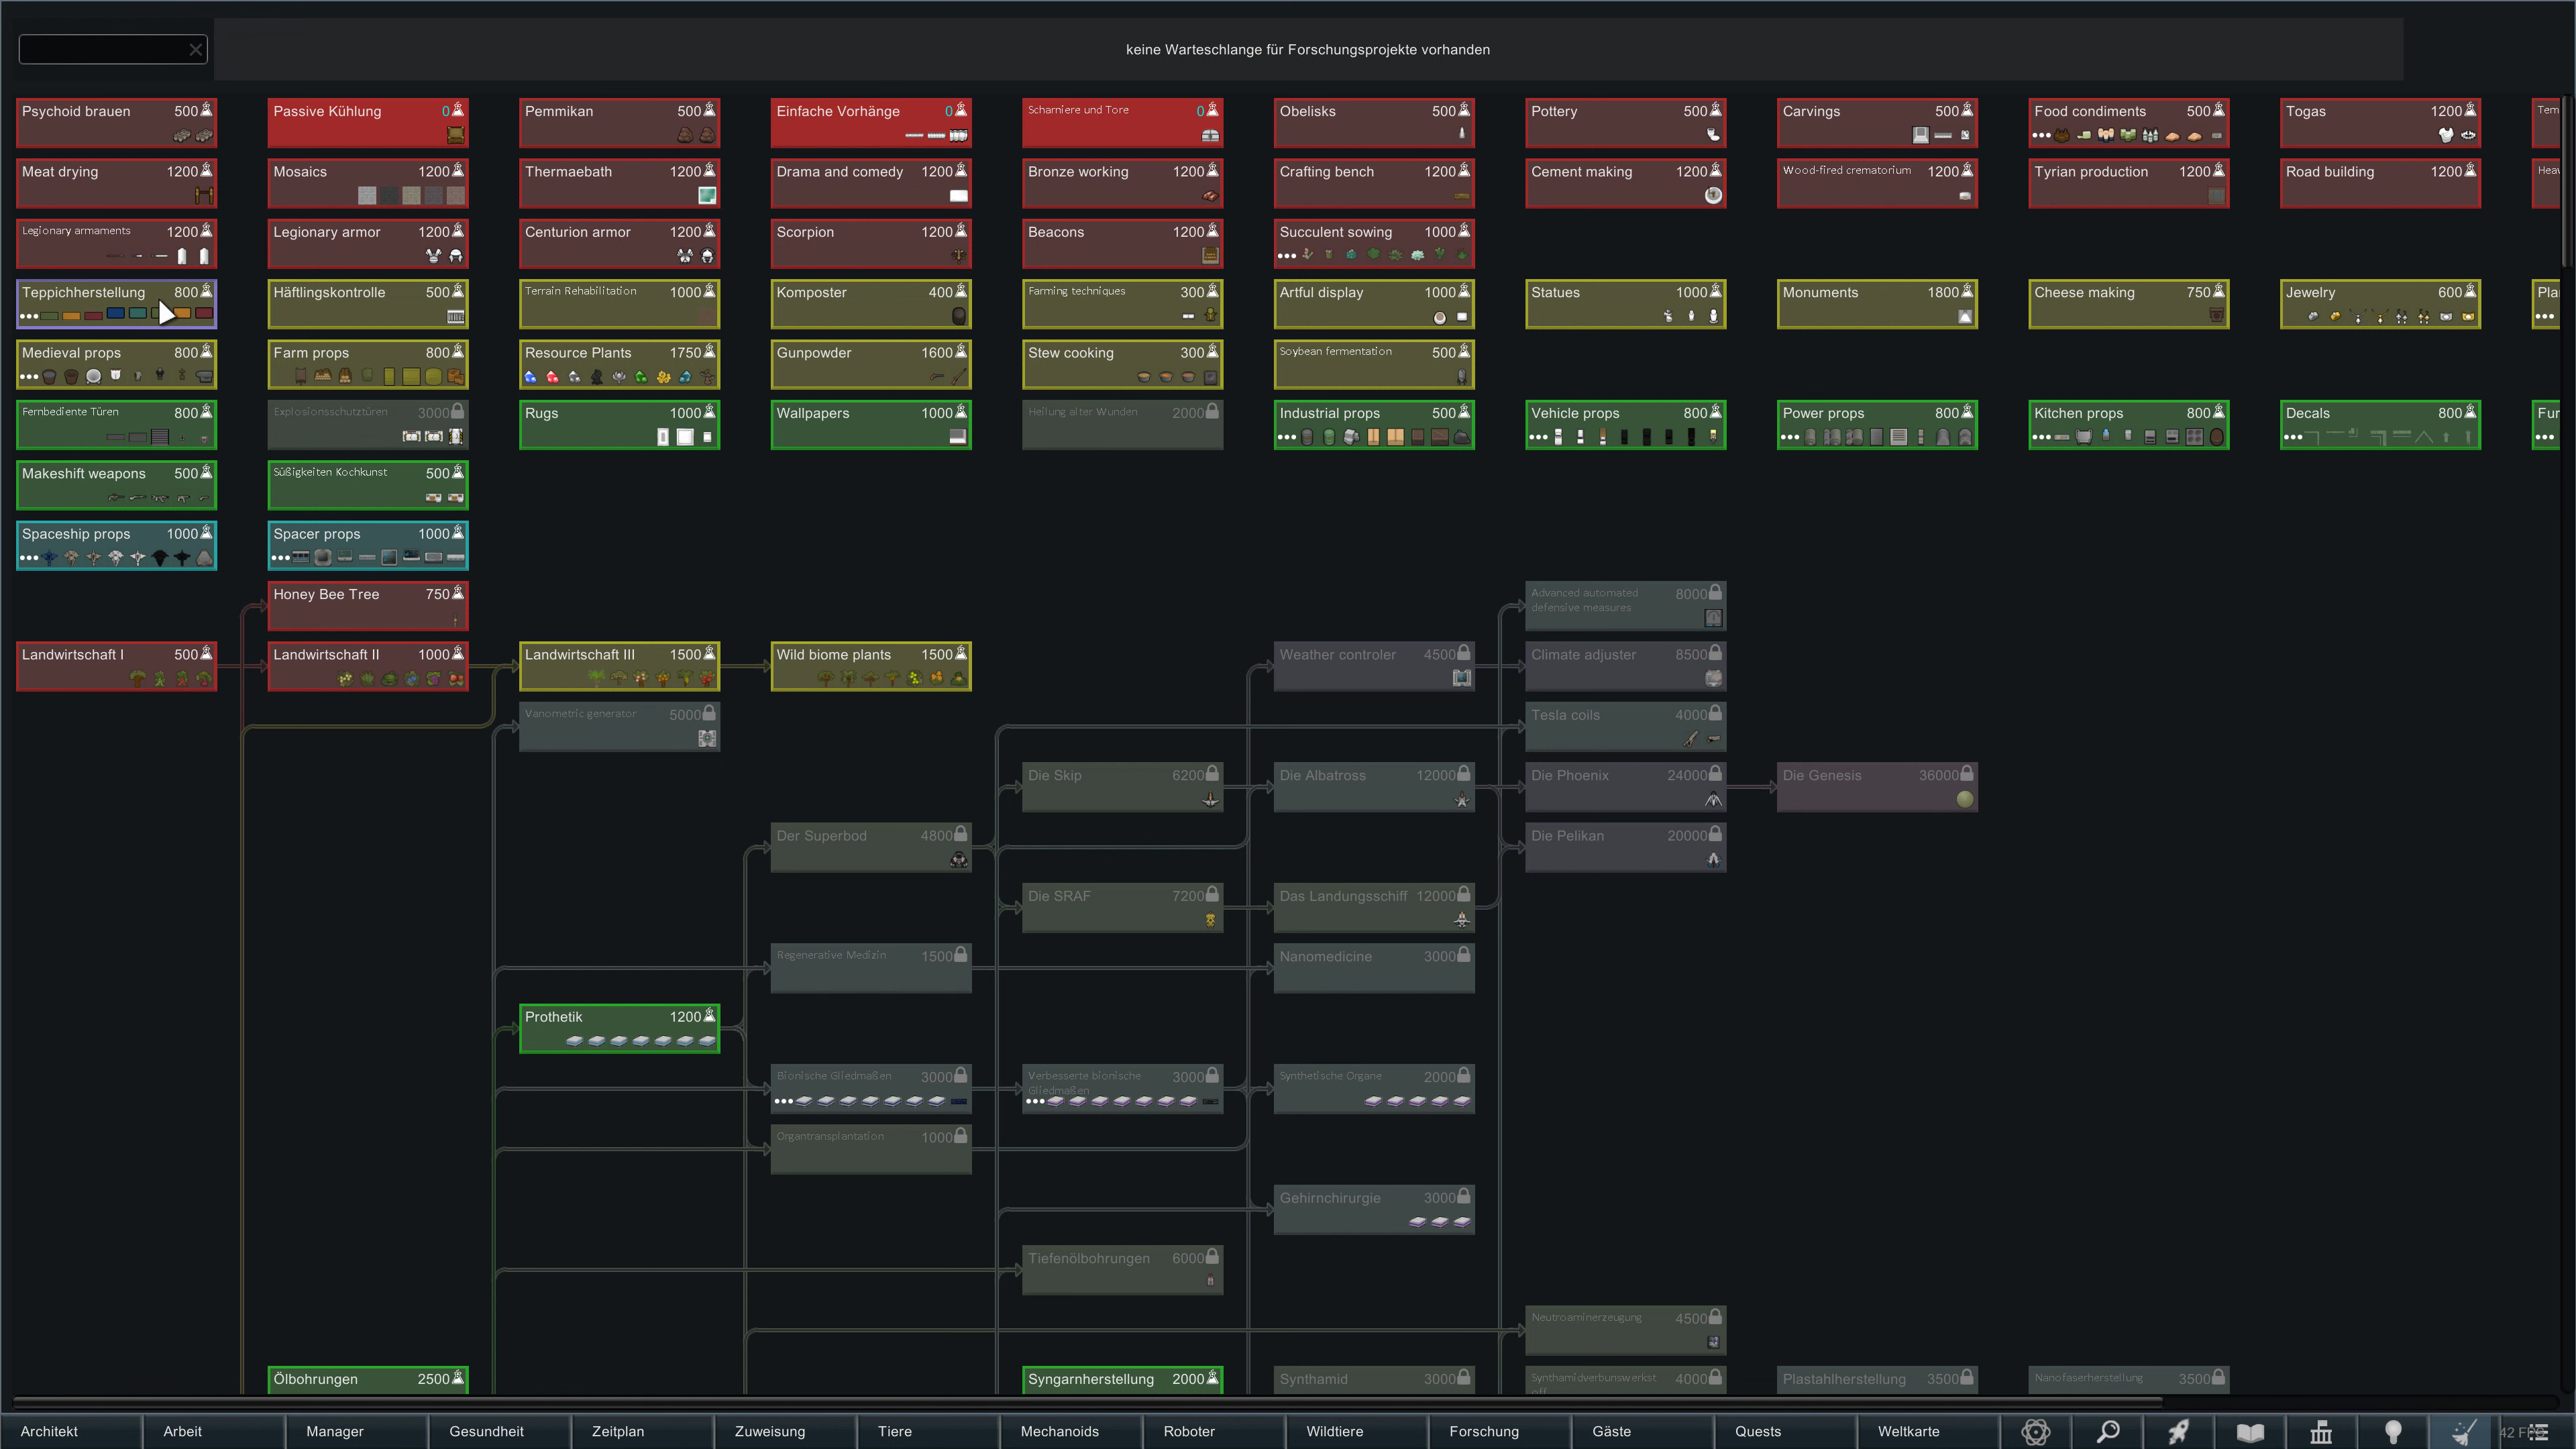 keine Warteschlange für Forschungsprojekte vorhanden
Psychoid brauen 500
Passive Kühlung 0
Pemmikan 500
Einfache Vorhänge 0
Scharniere und Tore 0
Obelisks 500
Pottery 500
Carvings 500
Food condiments 500
Togas 1200
Tem
Meat drying 1200
Mosaics 1200
Thermaebath 1200
Drama and comedy 1200
Bronze working 1200
Crafting bench 1200
Cement making 1200
Wood-fired crematorium 1200
Tyrian production 1200
Road building 1200
Hea
Legionary armaments 1200
Legionary armor 1200
Centurion armor 1200
Scorpion 1200
Beacons 1200
Succulent sowing 1000
Teppichherstellung 800
Häftlingskontrolle 500
Terrain Rehabilitation 1000
Komposter 400
Farming techniques 300
Artful display 1000
Statues 1000
Monuments 1800
Cheese making 750
Jewelry 600
Pla
Medieval props 800
Farm props 800
Resource Plants 1750
Gunpowder 1600
Stew cooking 300
Soybean fermentation 500
Fernbediente Türen 800
Explosionsschutztüren 3000
Rugs 1000
Wallpapers 1000
Heilung alter Wunden 2000
Industrial props 500
Vehicle props 800
Power props 800
Kitchen props 800
Decals 800
Fur
Makeshift weapons 500
Süßigkeiten Kochkunst 500
Spaceship props 1000
Spacer props 1000
Honey Bee Tree 750
Advanced automated
defensive measures 8000
Landwirtschaft I 500
Landwirtschaft II 1000
Landwirtschaft III 1500
Wild biome plants 1500
Weather controler 4500
Climate adjuster 8500
Vanometric generator 5000
Tesla coils 4000
Die Skip 6200
Die Albatross 12000
Die Phoenix 24000
Die Genesis 36000
Der Superbod 4800
Die Pelikan 20000
Die SRAF 7200
Das Landungsschiff 12000
Regenerative Medizin 1500
Nanomedicine 3000
Prothetik 1200
Bionische Gliedmaßen 3000
Verbesserte bionische
Gliedmaßen 3000
Synthetische Organe 2000
Organtransplantation 1000
Gehirnchirurgie 3000
Tiefenölbohrungen 6000
Neutroaminerzeugung 4500
Ölbohrungen 2500
Syngarnherstellung 2000
Synthamid 3000
Synthamidverbunswerkst
off 4000
Plastahlherstellung 3500
Nanofaserherstellung 3500
Architekt
Arbeit
Manager
Gesundheit
Zeitplan
Zuweisung
Tiere
Mechanoids
Roboter
Wildtiere
Forschung
Gäste
Quests
Weltkarte